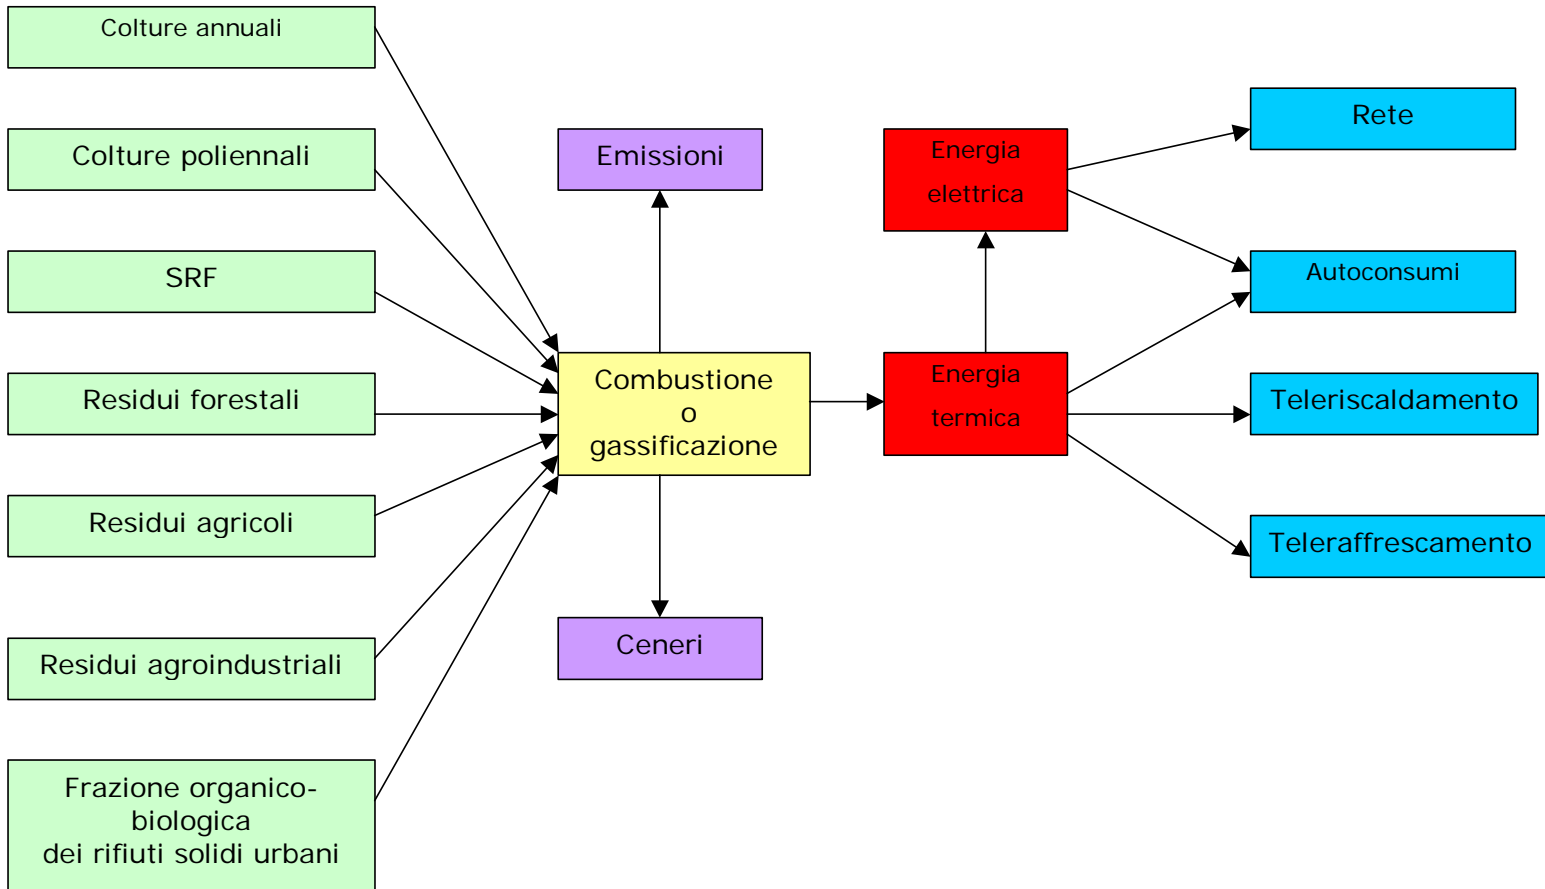 Colture annuali
Colture poliennali
SRF
Residui forestali
Residui agricoli
Residui agroindustriali
Frazione organico-
biologica
dei rifiuti solidi urbani
Emissioni
Combustione
o
gassificazione
Ceneri
Energia
elettrica
Energia
termica
Rete
Autoconsumi
Teleriscaldamento
Teleraffrescamento